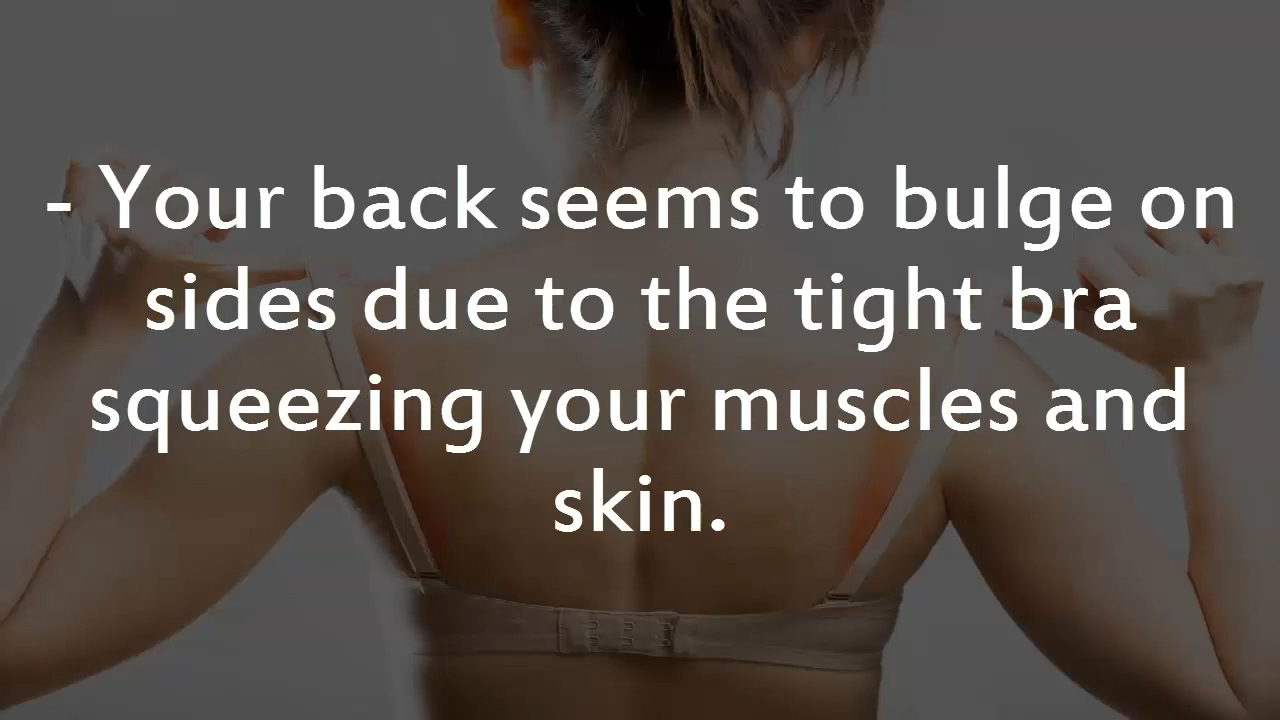 - Your back seems to bulge on
sides due to the tight bra
squeezing your muscles and
skin.